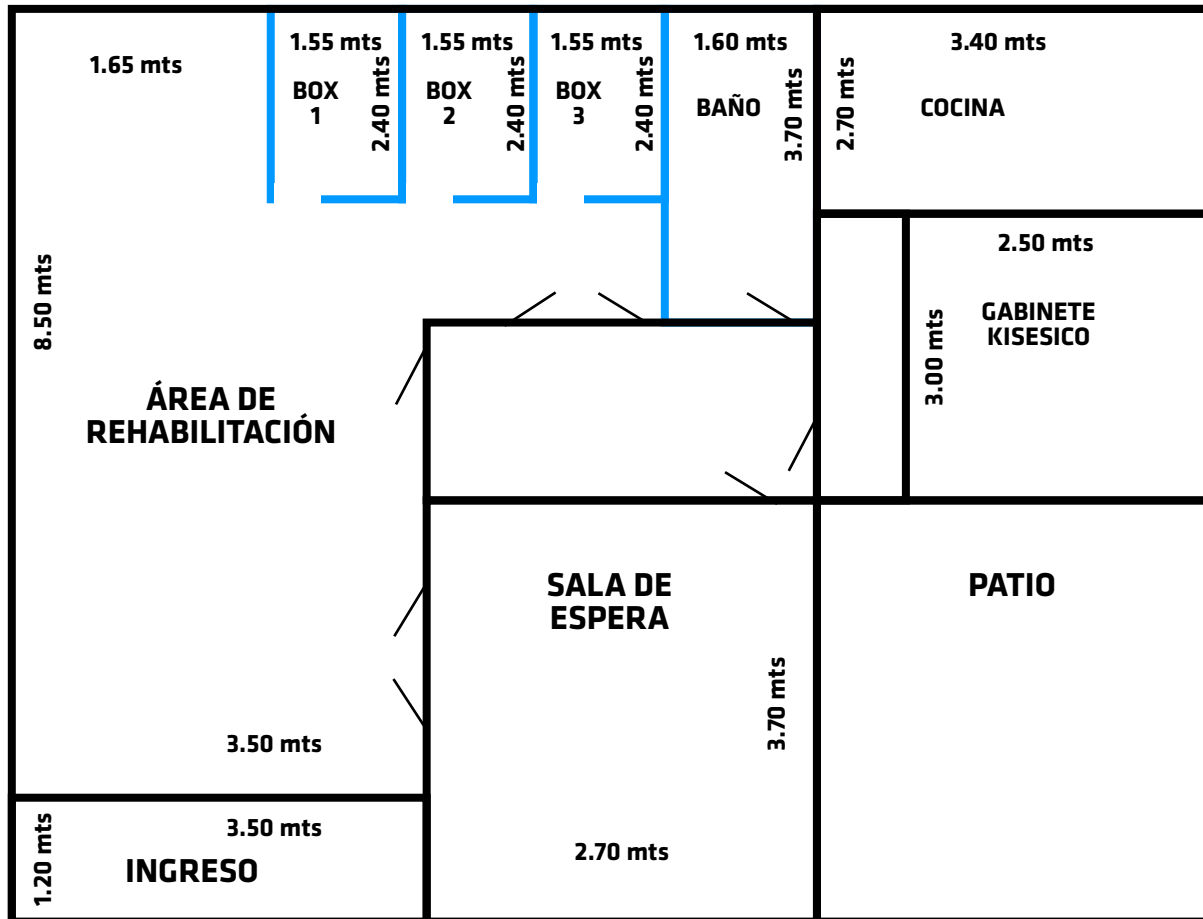 1.65 mts
1.55 mts
1.55 mts
1.55 mts
1.60 mts
3.40 mts
BOX
1
2.40 mts
BOX
2
2.40 mts
BOX
3
2.40 mts
BAÑO
3.70 mts
2.70 mts
COCINA
8.50 mts
2.50 mts
GABINETE
KISESICO
3.00 mts
ÁREA DE
REHABILITACIÓN
SALA DE
ESPERA
PATIO
3.70 mts
3.50 mts
1.20 mts
3.50 mts
INGRESO
2.70 mts